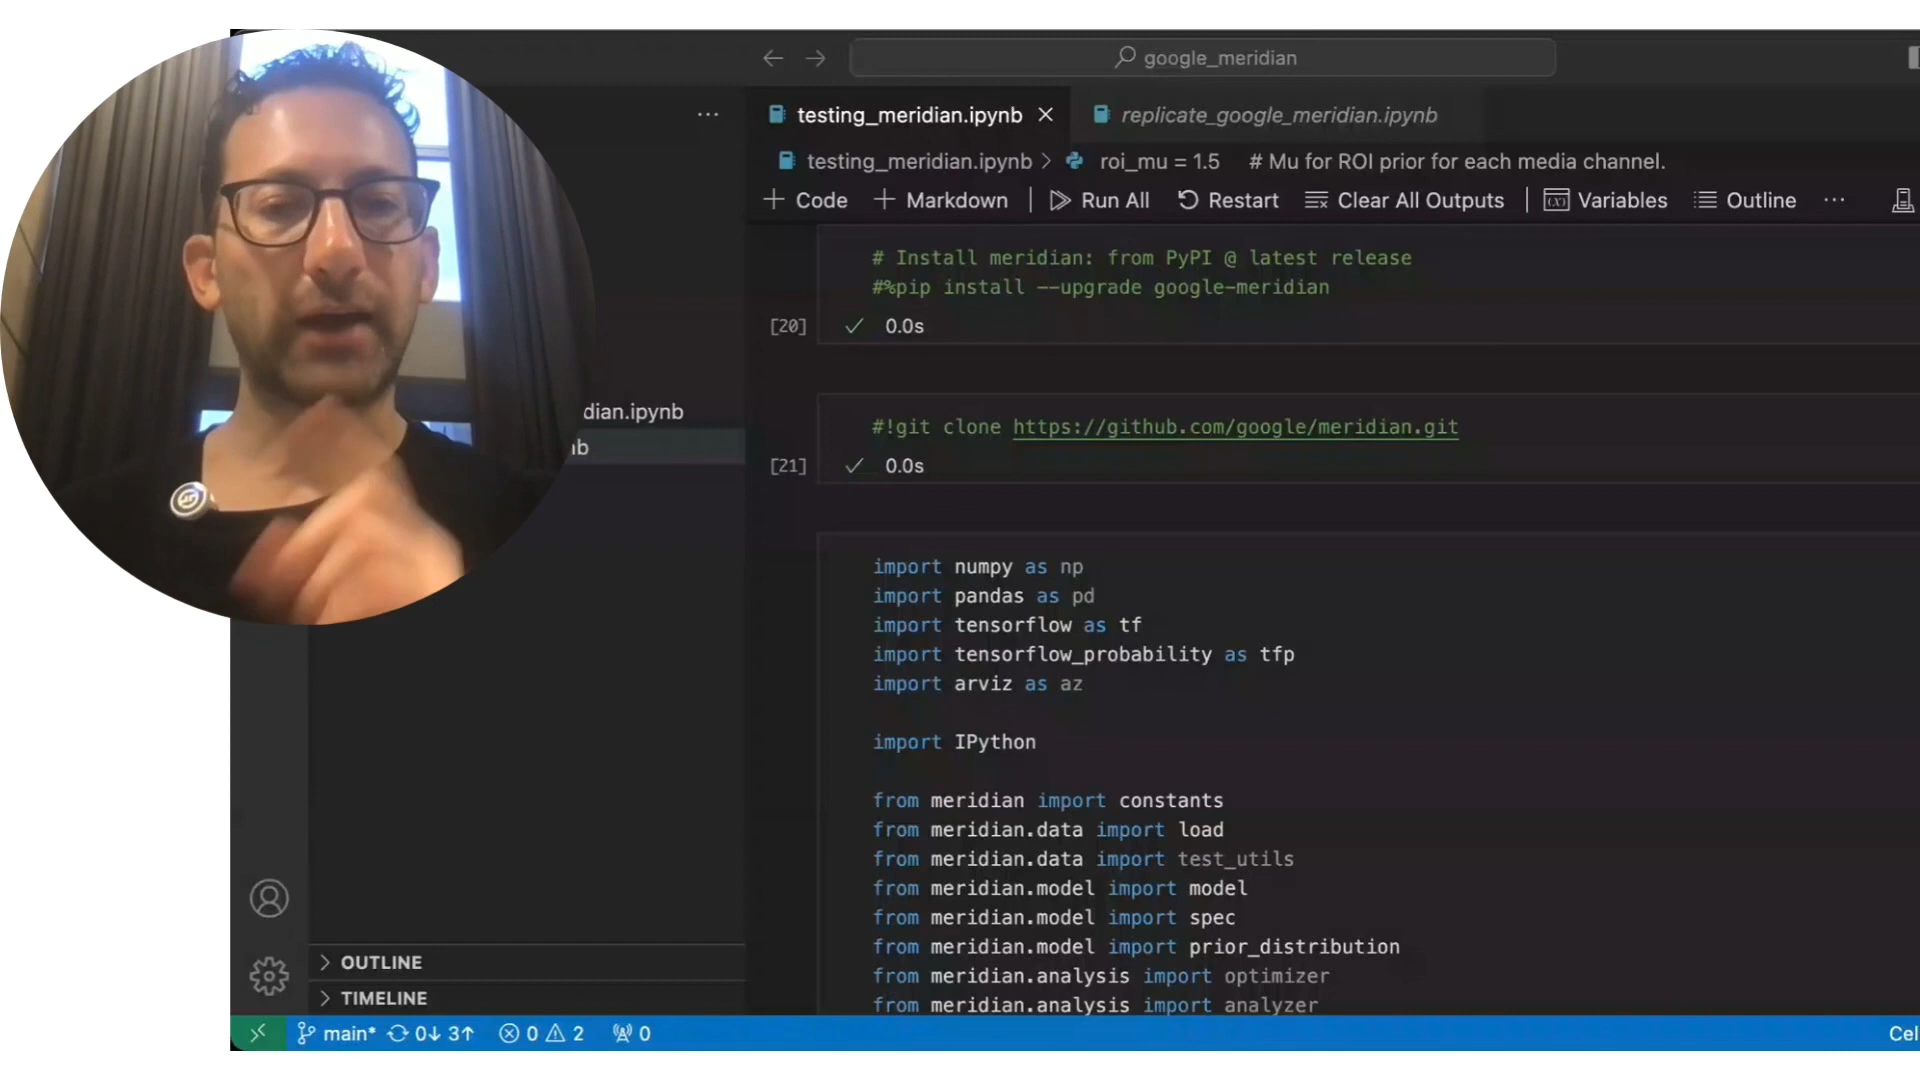 google_meridian
testing_meridian.ipynb
replicate_google_meridian.ipynb
testing_meridian.ipynb > roi_mu = 1.5 # Mu for ROI prior for each media channel.
+ Code + Markdown | Run All Restart Clear All Outputs | Variables Outline ...
# Install meridian: from PyPI @ latest release
#%pip install --upgrade google-meridian
[20] ✓ 0.0s
dian.ipynb
nb
#!git clone https://github.com/google/meridian.git
[21] ✓ 0.0s
import numpy as np
import pandas as pd
import tensorflow as tf
import tensorflow_probability as tfp
import arviz as az
import IPython
from meridian import constants
from meridian.data import load
from meridian.data import test_utils
from meridian.model import model
from meridian.model import spec
from meridian.model import prior_distribution
from meridian.analysis import optimizer
from meridian.analysis import analyzer
> OUTLINE
> TIMELINE
main* 0↓ 3↑ 0 2 0
Cel